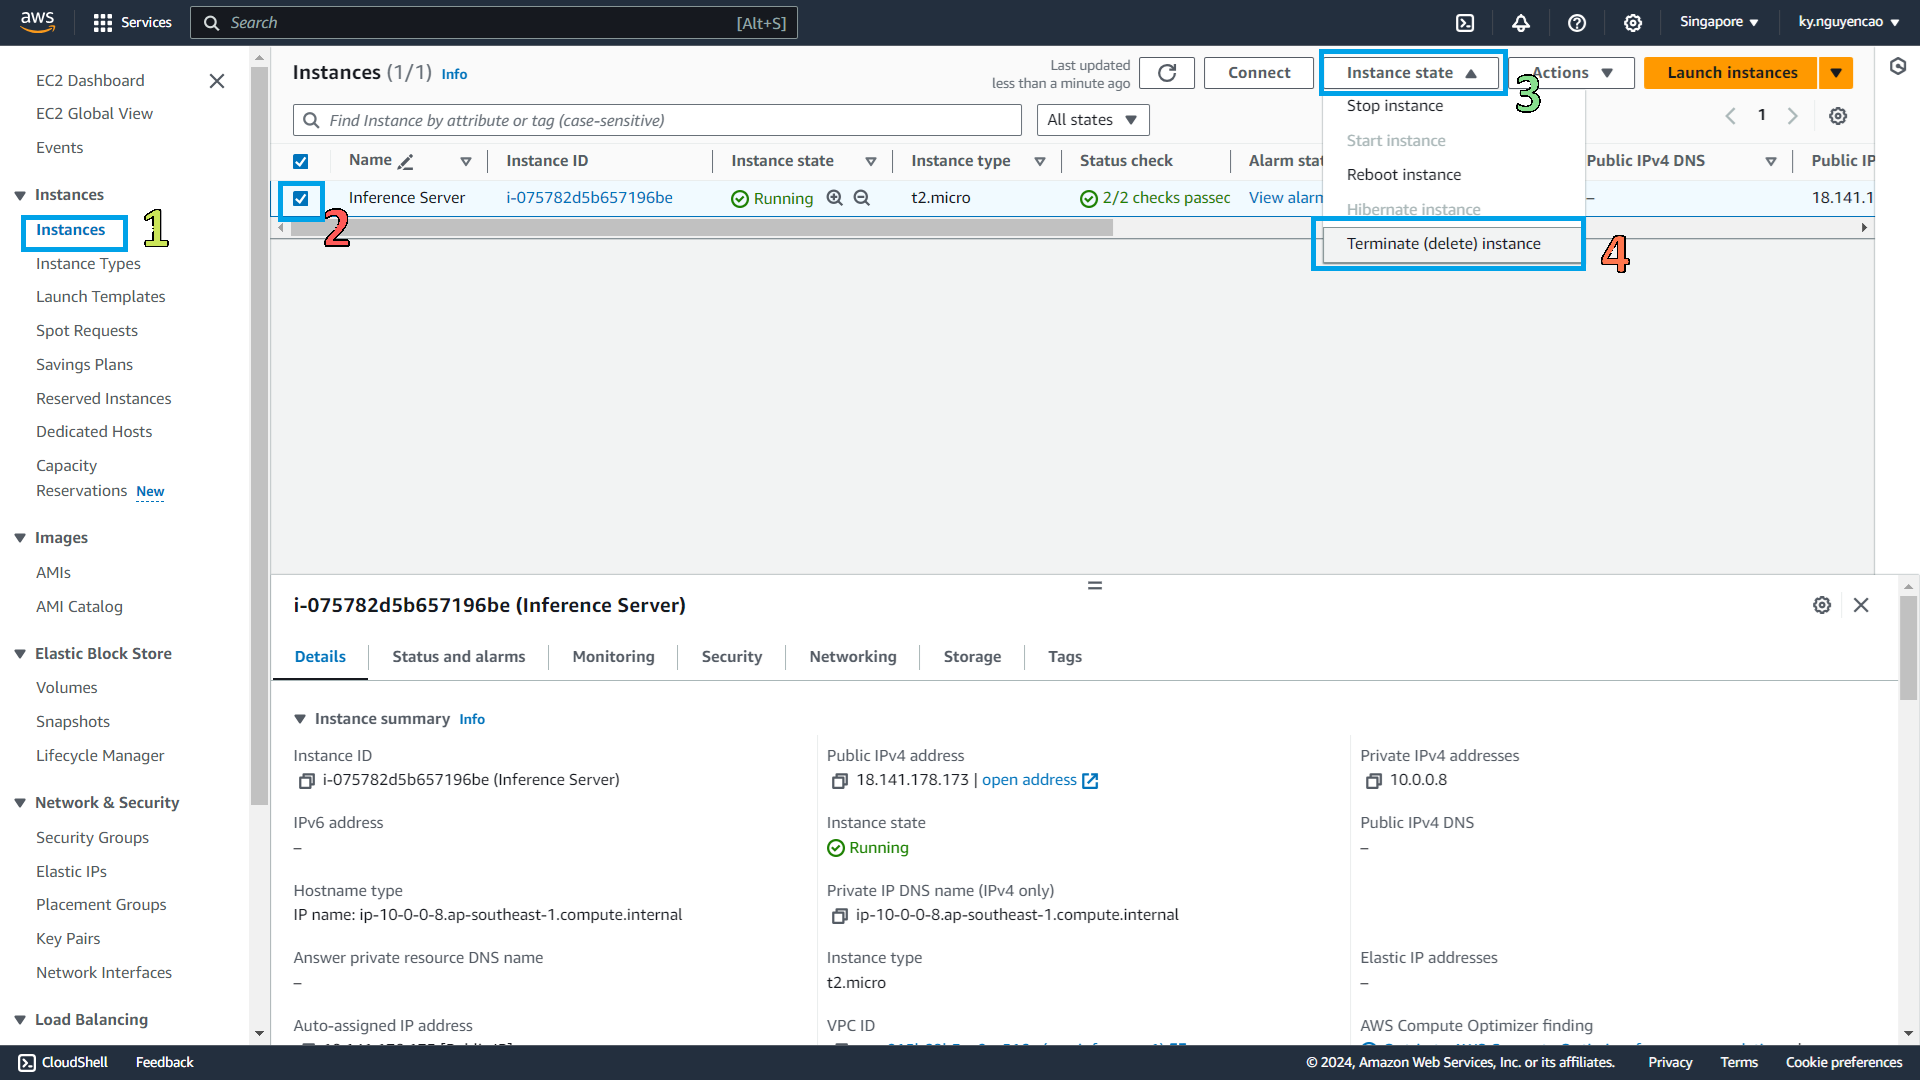 aws
Services
Search
[Alt+S]
Singapore
ky.nguyencao
EC2 Dashboard
EC2 Global View
Events
Instances
Instances
1
Instance Types
Launch Templates
Spot Requests
Savings Plans
Reserved Instances
Dedicated Hosts
Capacity
Reservations New
Images
AMIs
AMI Catalog
Elastic Block Store
Volumes
Snapshots
Lifecycle Manager
Network & Security
Security Groups
Elastic IPs
Placement Groups
Key Pairs
Network Interfaces
Load Balancing
Instances (1/1) Info
Last updated
less than a minute ago
Connect
Instance state
3
Actions
Launch instances
Find Instance by attribute or tag (case-sensitive)
All states
1
Stop instance
Start instance
Reboot instance
Hibernate instance
Terminate (delete) instance
4
Name
Instance ID
Instance state
Instance type
Status check
Alarm stat
Public IPv4 DNS
Public IP
2
Inference Server
i-075782d5b657196be
Running
t2.micro
2/2 checks passed
View alarm
–
18.141.1
i-075782d5b657196be (Inference Server)
Details
Status and alarms
Monitoring
Security
Networking
Storage
Tags
Instance summary Info
Instance ID
i-075782d5b657196be (Inference Server)
Public IPv4 address
18.141.178.173 | open address
Private IPv4 addresses
10.0.0.8
IPv6 address
–
Instance state
Running
Public IPv4 DNS
–
Hostname type
IP name: ip-10-0-0-8.ap-southeast-1.compute.internal
Private IP DNS name (IPv4 only)
ip-10-0-0-8.ap-southeast-1.compute.internal
Answer private resource DNS name
–
Instance type
t2.micro
Elastic IP addresses
–
Auto-assigned IP address
VPC ID
AWS Compute Optimizer finding
CloudShell
Feedback
© 2024, Amazon Web Services, Inc. or its affiliates.
Privacy
Terms
Cookie preferences